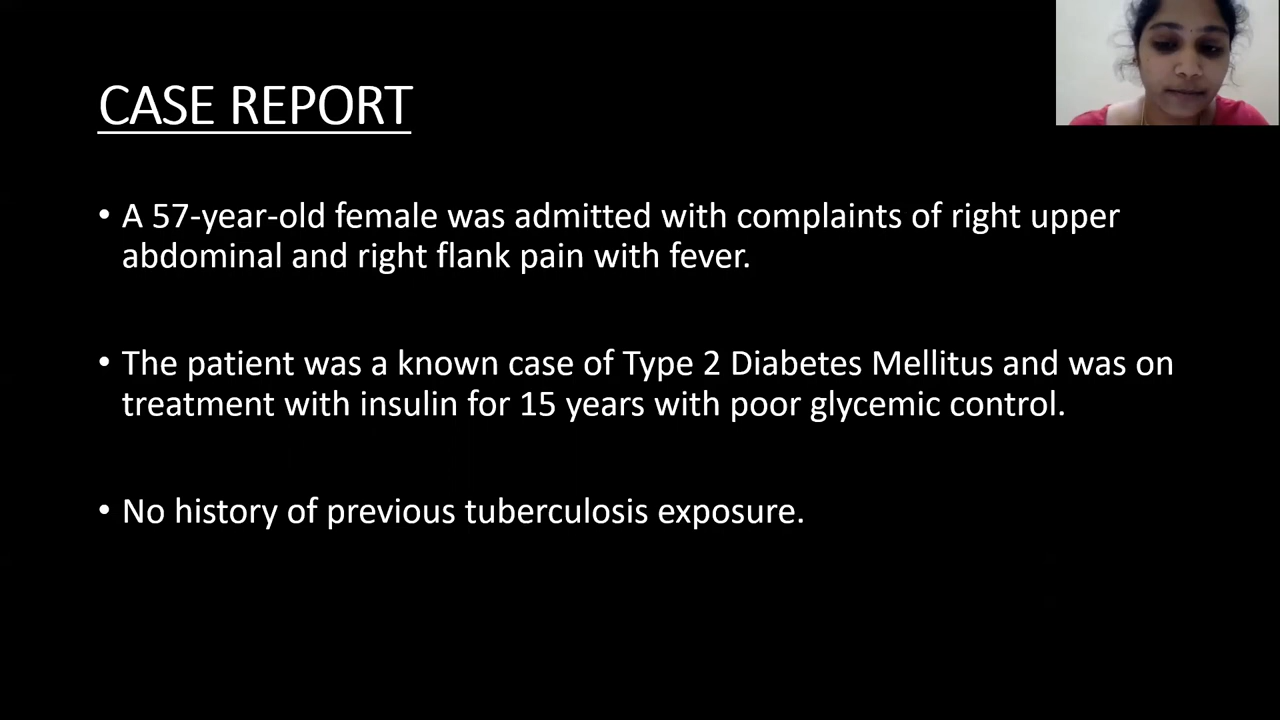 CASE REPORT
• A 57-year-old female was admitted with complaints of right upper
abdominal and right flank pain with fever.
• The patient was a known case of Type 2 Diabetes Mellitus and was on
treatment with insulin for 15 years with poor glycemic control.
• No history of previous tuberculosis exposure.